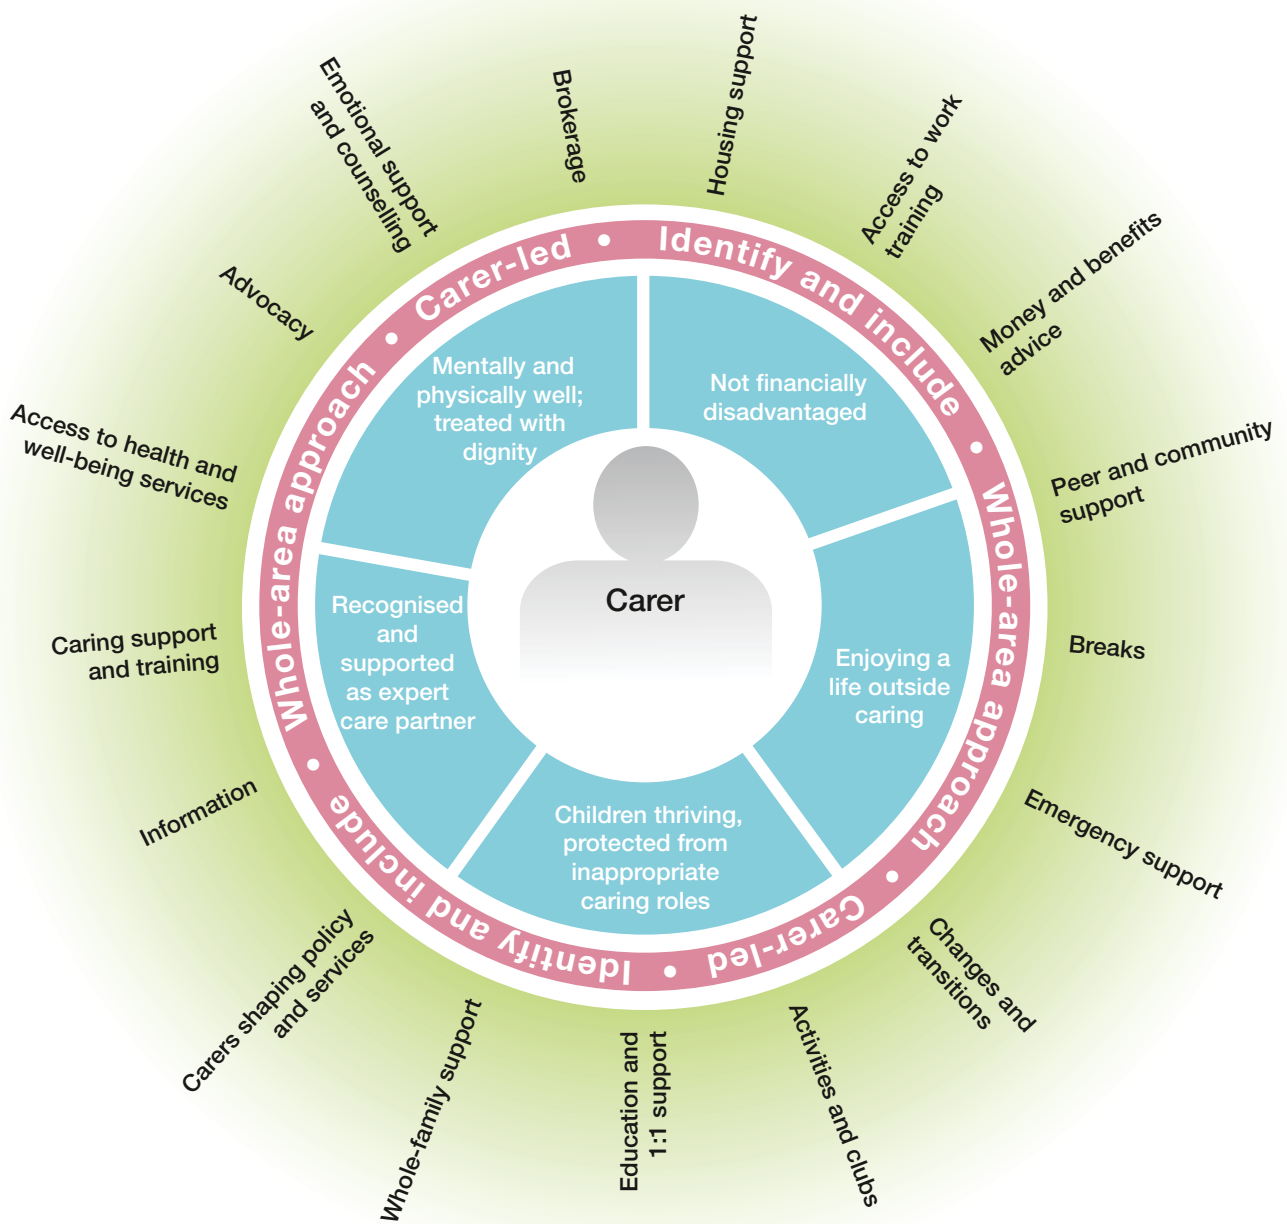 Housing support
Access to work
training
Money and benefits
advice
Peer and community
support
Breaks
Emergency support
Changes and
transitions
Activities and clubs
Education and
1:1 support
Whole-family support
Carers shaping policy
and services
Information
Caring support
and training
Access to health and
well-being services
Advocacy
Emotional support
and counselling
Brokerage
Identify and include • Whole-area approach • Carer-led • Identify and include • Whole-area approach • Carer-led •
Not financially
disadvantaged
Enjoying a
life outside
caring
Children thriving,
protected from
inappropriate
caring roles
Recognised
and
supported
as expert
care partner
Mentally and
physically well;
treated with
dignity
Carer